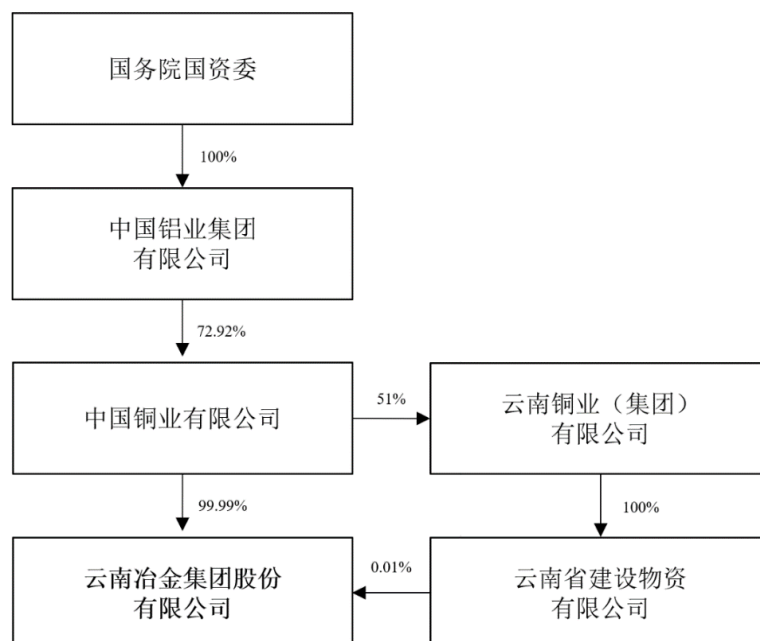 国务院国资委
100%
中国铝业集团
有限公司
72.92%
中国铜业有限公司
51%
云南铜业（集团）
有限公司
99.99%
100%
云南冶金集团股份
有限公司
0.01%
云南省建设物资
有限公司